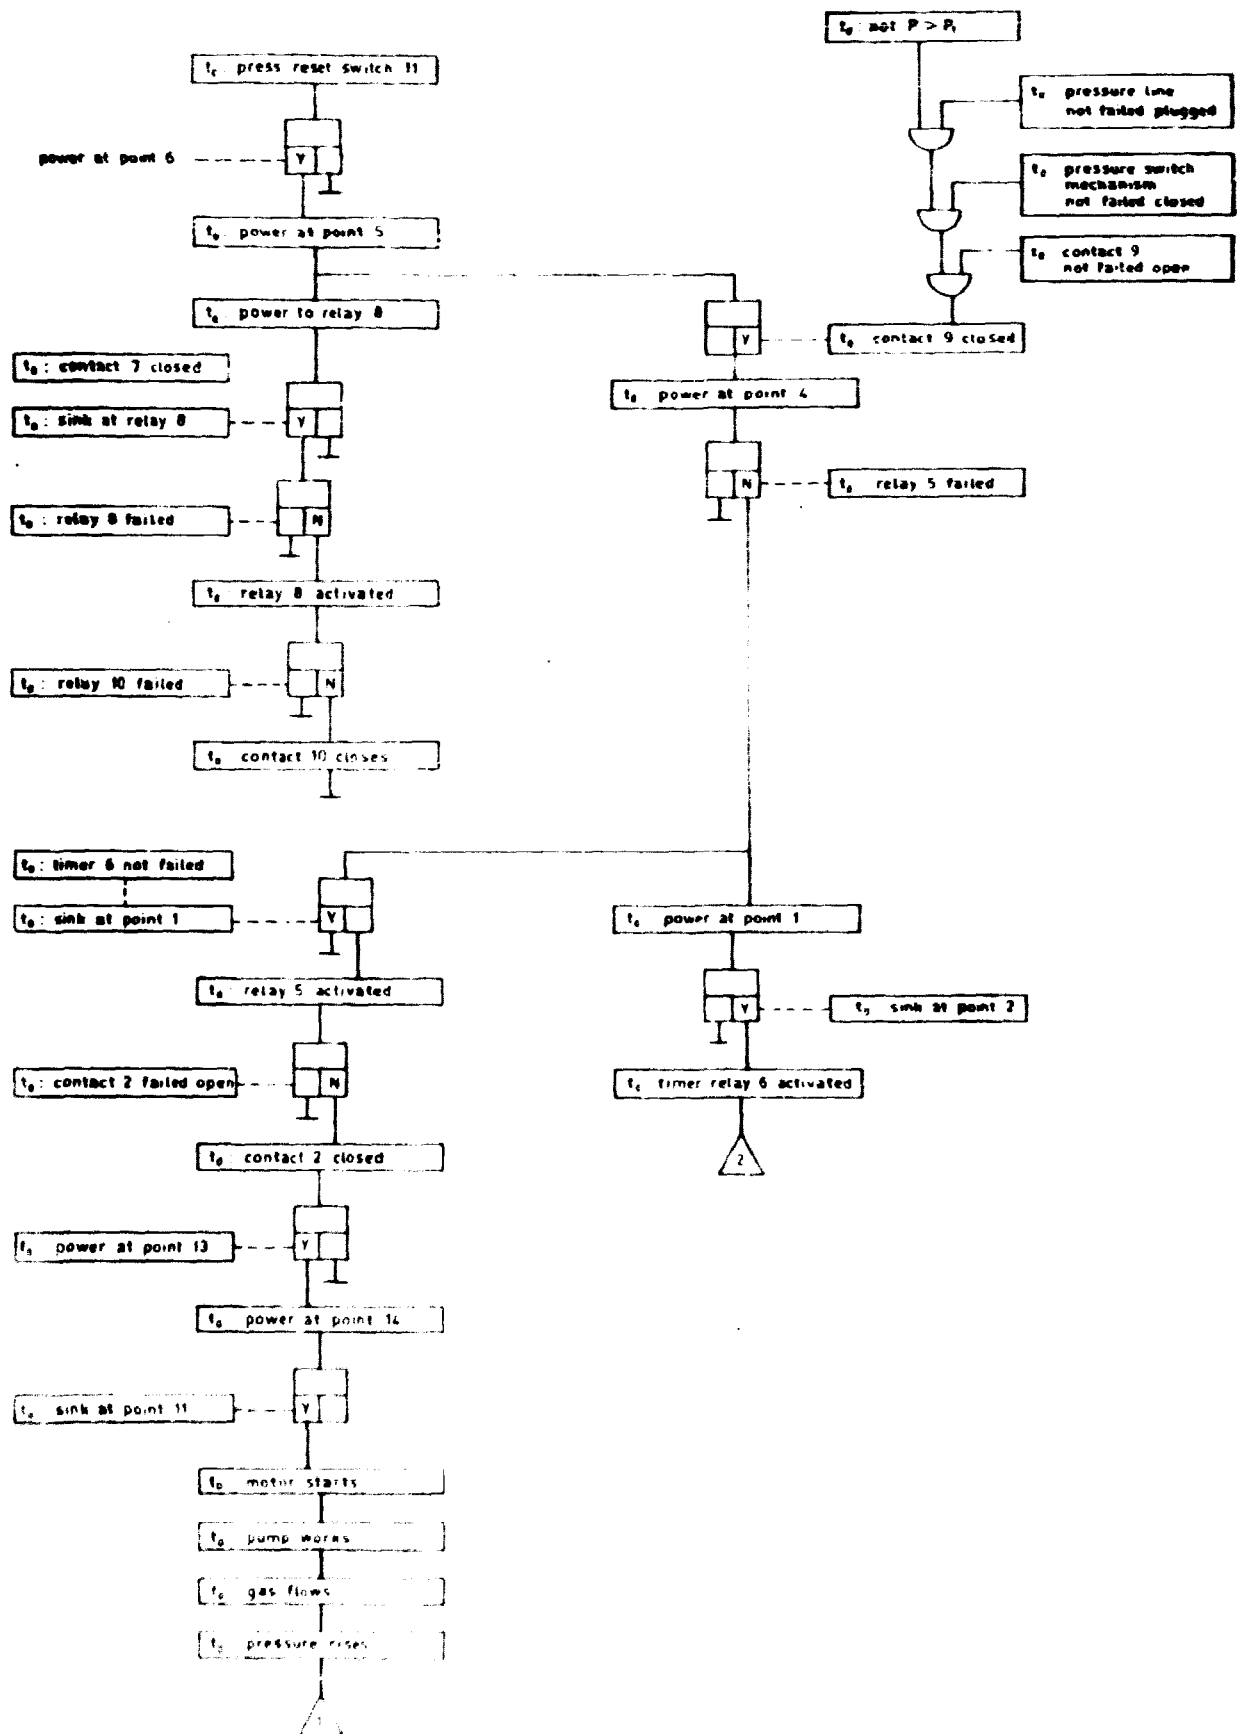 t₀: not P > P₁
t₀: press reset switch 11
t₀ pressure line
not failed plugged
power at point 6
Y
t₀ pressure switch
mechanism
not failed closed
t₀: power at point 5
t₀ contact 9
not failed open
t₀: power to relay 8
Y
t₀ contact 9 closed
t₀: contact 7 closed
t₀ power at point 4
t₀: sink at relay 8
Y
N
t₀ relay 5 failed
t₀: relay 8 failed
N
t₀ relay 8 activated
t₀: relay 10 failed
N
t₀ contact 10 closes
t₀: timer 6 not failed
t₀: sink at point 1
Y
t₀ power at point 1
t₀: relay 5 activated
Y
t₀ sink at point 2
t₀: contact 2 failed open
N
t₀ timer relay 6 activated
t₀: contact 2 closed
2
t₀ power at point 13
Y
t₀ power at point 14
t₀ sink at point 11
Y
t₀ motor starts
t₀ pump works
t₀ gas flows
t₀ pressure rises
1